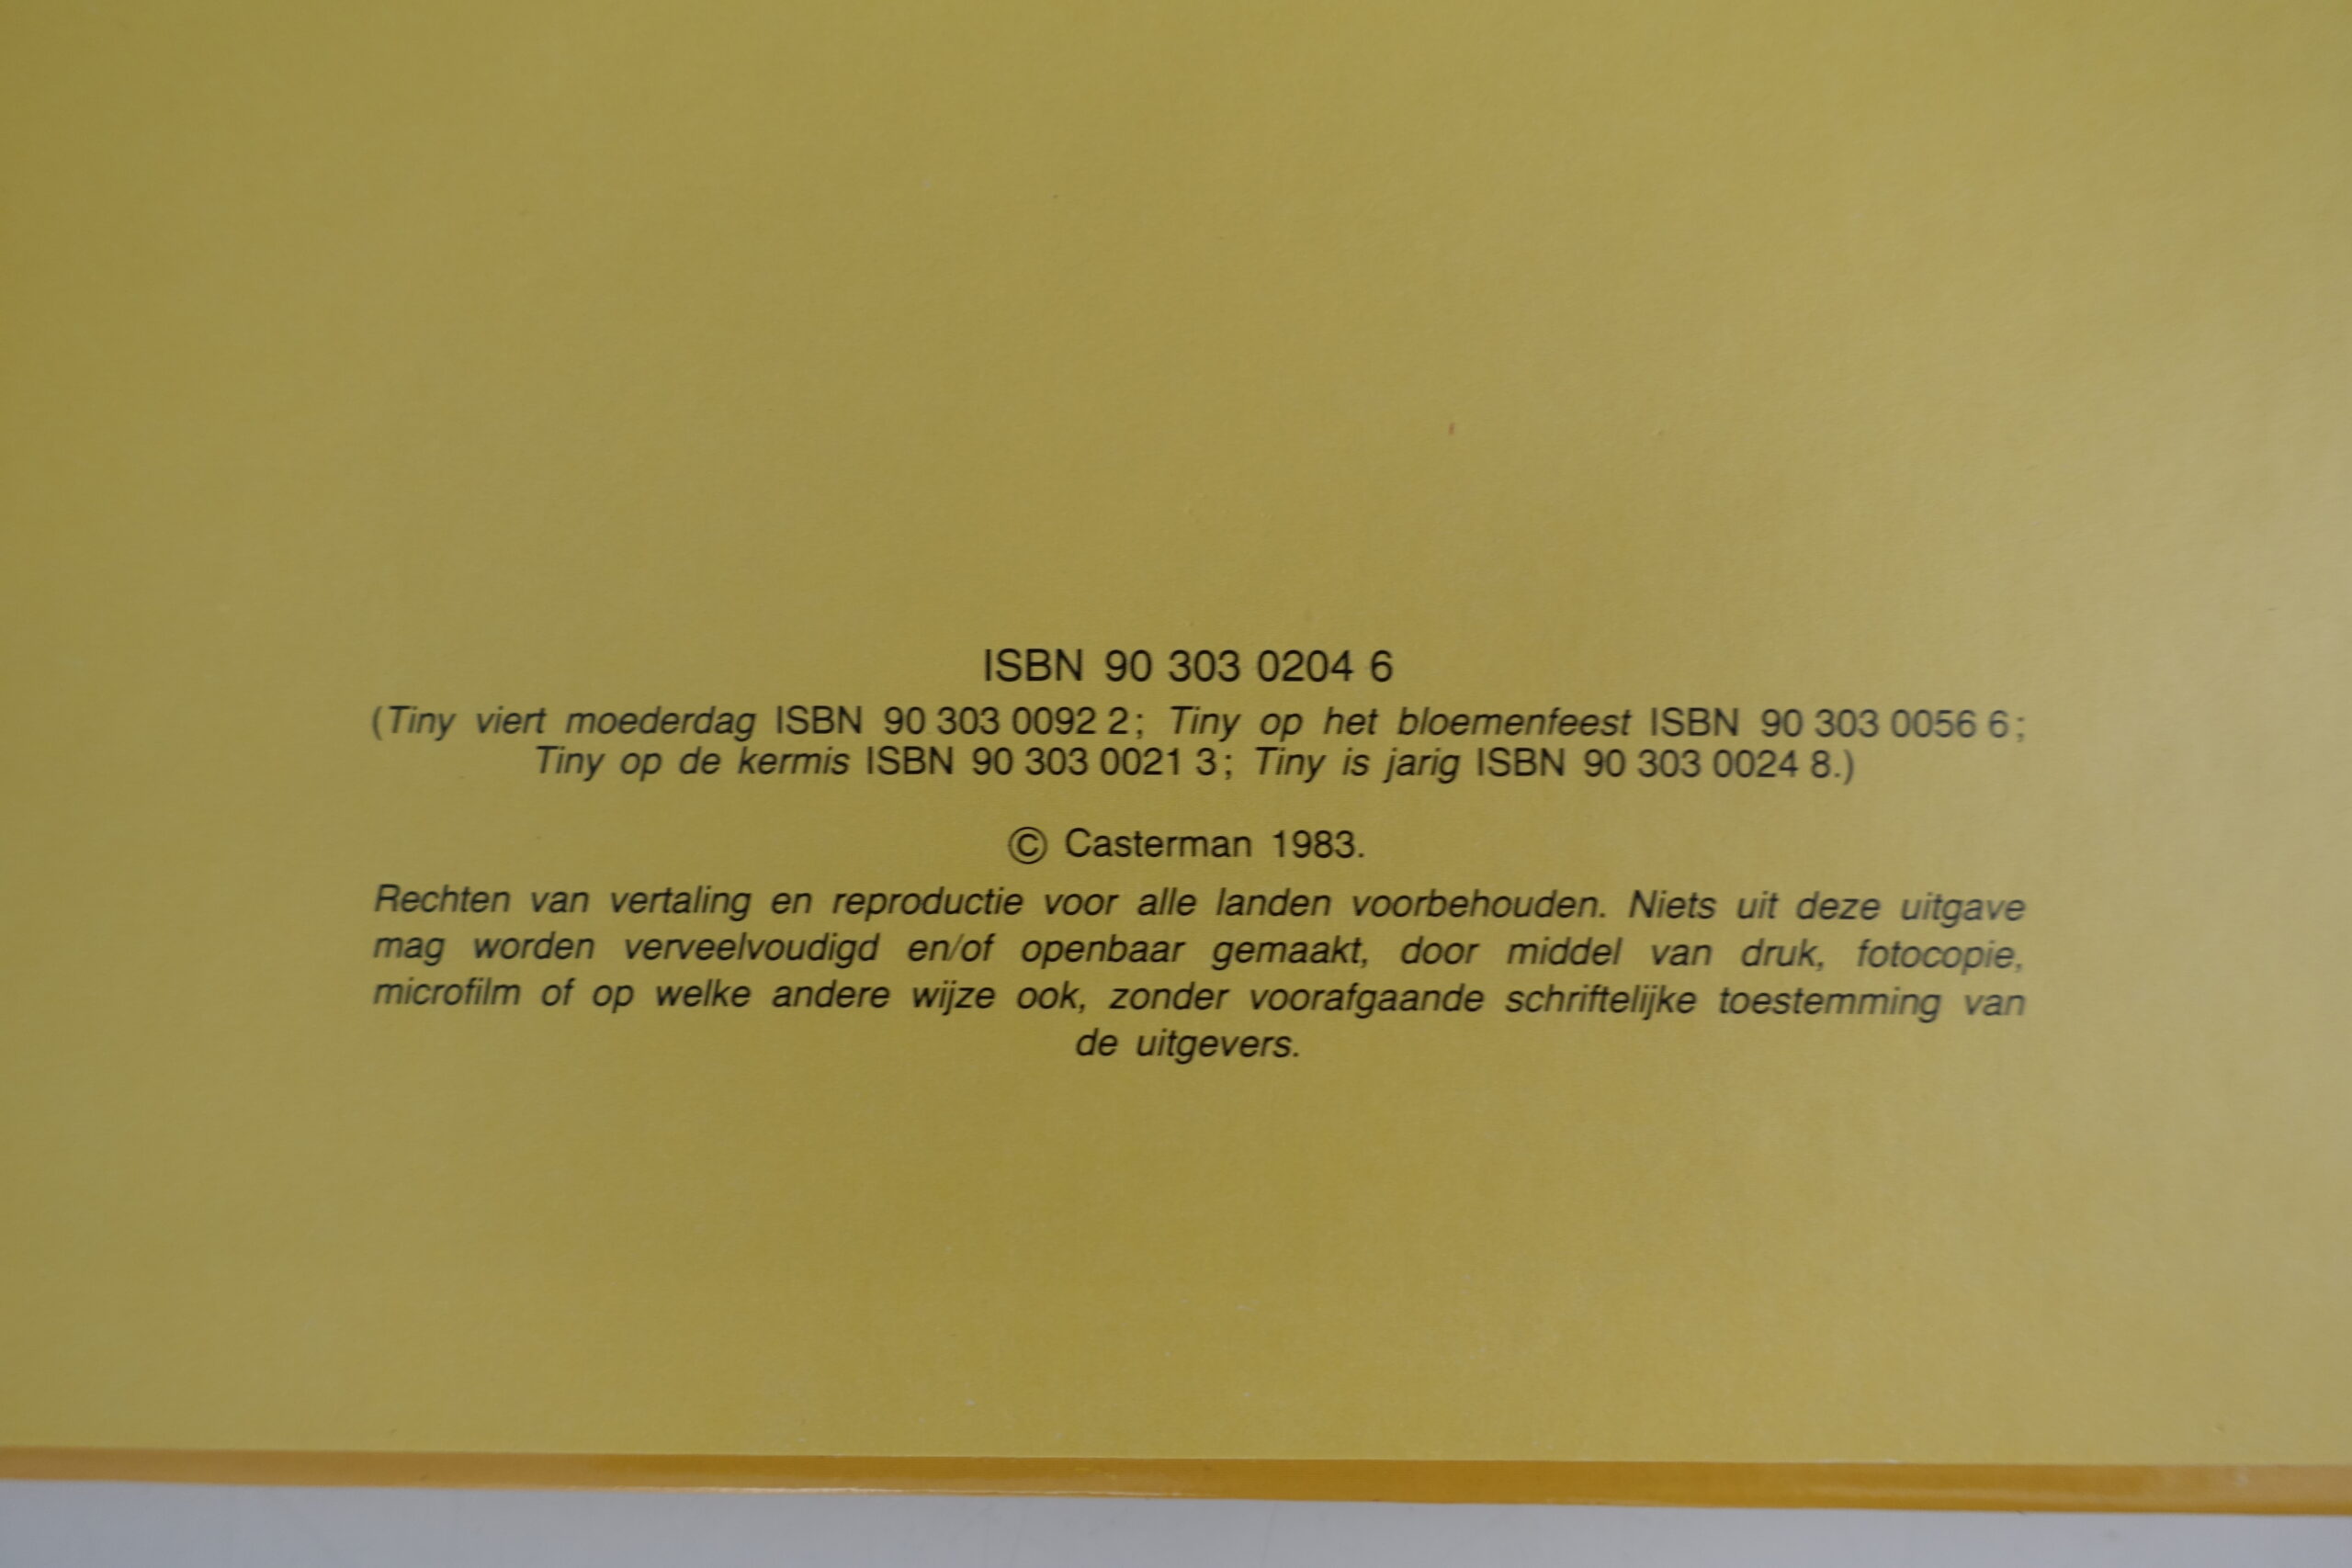 ISBN 90 303 0204 6
(Tiny viert moederdag ISBN 90 303 0092 2; Tiny op het bloemenfeest ISBN 90 303 0056 6;
Tiny op de kermis ISBN 90 303 0021 3; Tiny is jarig ISBN 90 303 0024 8.)
© Casterman 1983.
Rechten van vertaling en reproductie voor alle landen voorbehouden. Niets uit deze uitgave
mag worden verveelvoudigd en/of openbaar gemaakt, door middel van druk, fotocopie,
microfilm of op welke andere wijze ook, zonder voorafgaande schriftelijke toestemming van
de uitgevers.